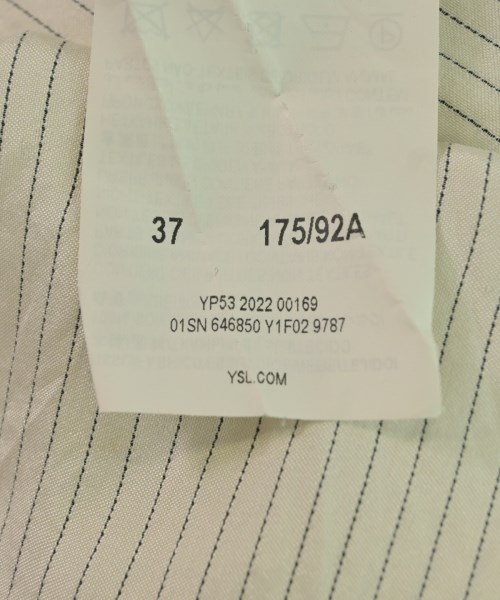 37 175/92A
YP53 2022 00169
01SN 646850 Y1F02 9787
YSL.COM